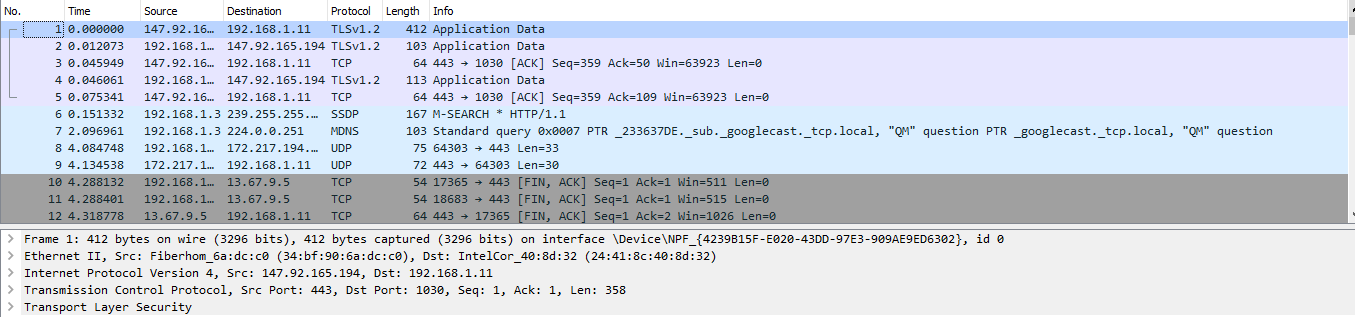 No. Time Source Destination Protocol Length Info
1 0.000000 147.92.16… 192.168.1.11 TLSv1.2 412 Application Data
2 0.012073 192.168.1… 147.92.165.194 TLSv1.2 103 Application Data
3 0.045949 147.92.16… 192.168.1.11 TCP 64 443 → 1030 [ACK] Seq=359 Ack=50 Win=63923 Len=0
4 0.046061 192.168.1… 147.92.165.194 TLSv1.2 113 Application Data
5 0.075341 147.92.16… 192.168.1.11 TCP 64 443 → 1030 [ACK] Seq=359 Ack=109 Win=63923 Len=0
6 0.151332 192.168.1.3 239.255.255.… SSDP 167 M-SEARCH * HTTP/1.1
7 2.096961 192.168.1.3 224.0.0.251 MDNS 103 Standard query 0x0007 PTR _233637DE._sub._googlecast._tcp.local, "QM" question PTR _googlecast._tcp.local, "QM" question
8 4.084748 192.168.1… 172.217.194.… UDP 75 64303 → 443 Len=33
9 4.134538 172.217.1… 192.168.1.11 UDP 72 443 → 64303 Len=30
10 4.288132 192.168.1… 13.67.9.5 TCP 54 17365 → 443 [FIN, ACK] Seq=1 Ack=1 Win=511 Len=0
11 4.288401 192.168.1… 13.67.9.5 TCP 54 18683 → 443 [FIN, ACK] Seq=1 Ack=1 Win=515 Len=0
12 4.318778 13.67.9.5 192.168.1.11 TCP 64 443 → 17365 [FIN, ACK] Seq=1 Ack=2 Win=1026 Len=0
Frame 1: 412 bytes on wire (3296 bits), 412 bytes captured (3296 bits) on interface \Device\NPF_{4239B15F-E020-43DD-97E3-909AE9ED6302}, id 0
Ethernet II, Src: Fiberhom_6a:dc:c0 (34:bf:90:6a:dc:c0), Dst: IntelCor_40:8d:32 (24:41:8c:40:8d:32)
Internet Protocol Version 4, Src: 147.92.165.194, Dst: 192.168.1.11
Transmission Control Protocol, Src Port: 443, Dst Port: 1030, Seq: 1, Ack: 1, Len: 358
Transport Layer Security